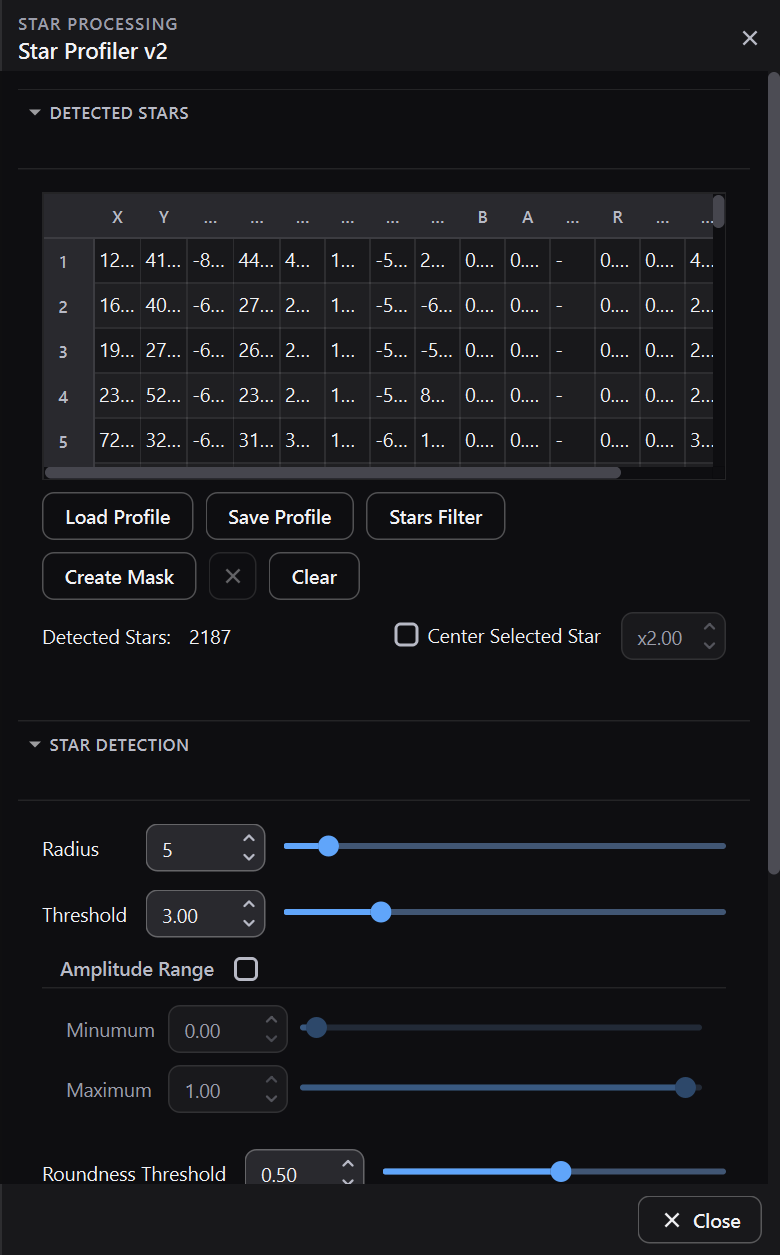 STAR PROCESSING
Star Profiler v2
DETECTED STARS
X Y ... ... ... ... ... ... B A ... R ... ...
1 12... 41... -8... 44... 4... 1... -5... 2... 0.... 0.... - 0.... 0.... 4...
2 16... 40... -6... 27... 2... 1... -5... -6... 0.... 0.... - 0.... 0.... 2...
3 19... 27... -6... 26... 2... 1... -5... -5... 0.... 0.... - 0.... 0.... 2...
4 23... 52... -6... 23... 2... 1... -5... 8... 0.... 0.... - 0.... 0.... 2...
5 72... 32... -6... 31... 3... 1... -6... 1... 0.... 0.... - 0.... 0.... 3...
Load Profile Save Profile Stars Filter
Create Mask Clear
Detected Stars: 2187 Center Selected Star x2.00
STAR DETECTION
Radius 5
Threshold 3.00
Amplitude Range
Minumum 0.00
Maximum 1.00
Roundness Threshold 0.50
Close